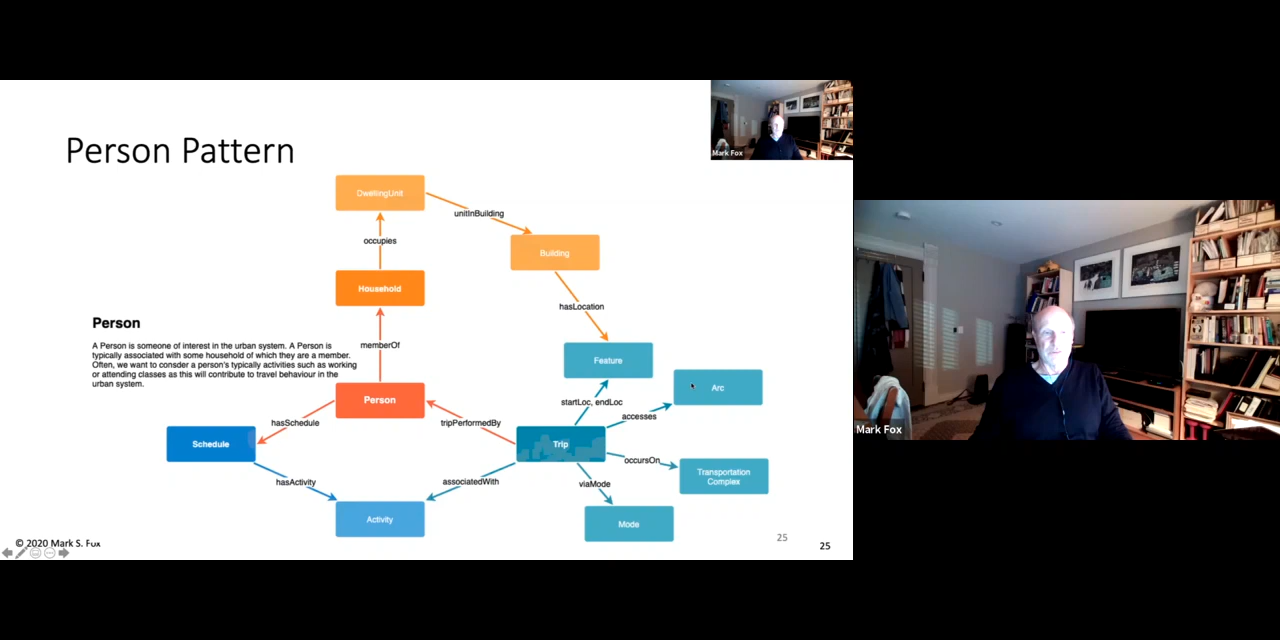 Person Pattern
Mark Fox
DwellingUnit
unitInBuilding
occupies
Building
Household
hasLocation
Person
A Person is someone of interest in the urban system. A Person is
typically associated with some household of which they are a member.
Often, we want to consder a person's typically activities such as working
or attending classes as this will contribute to travel behaviour in the
urban system.
memberOf
Feature
Arc
startLoc, endLoc
accesses
Person
hasSchedule
tripPerformedBy
Schedule
Trip
occursOn
Transportation
Complex
hasActivity
associatedWith
viaMode
Activity
Mode
© 2020 Mark S. Fox
25
25
Mark Fox